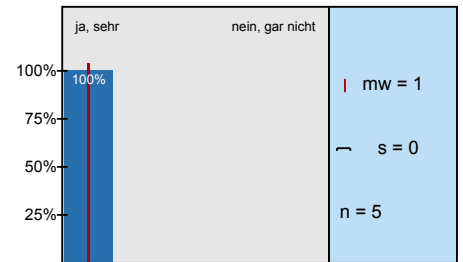 ja, sehr nein, gar nicht
100%
100%
75%
50%
25%
mw = 1
s = 0
n = 5